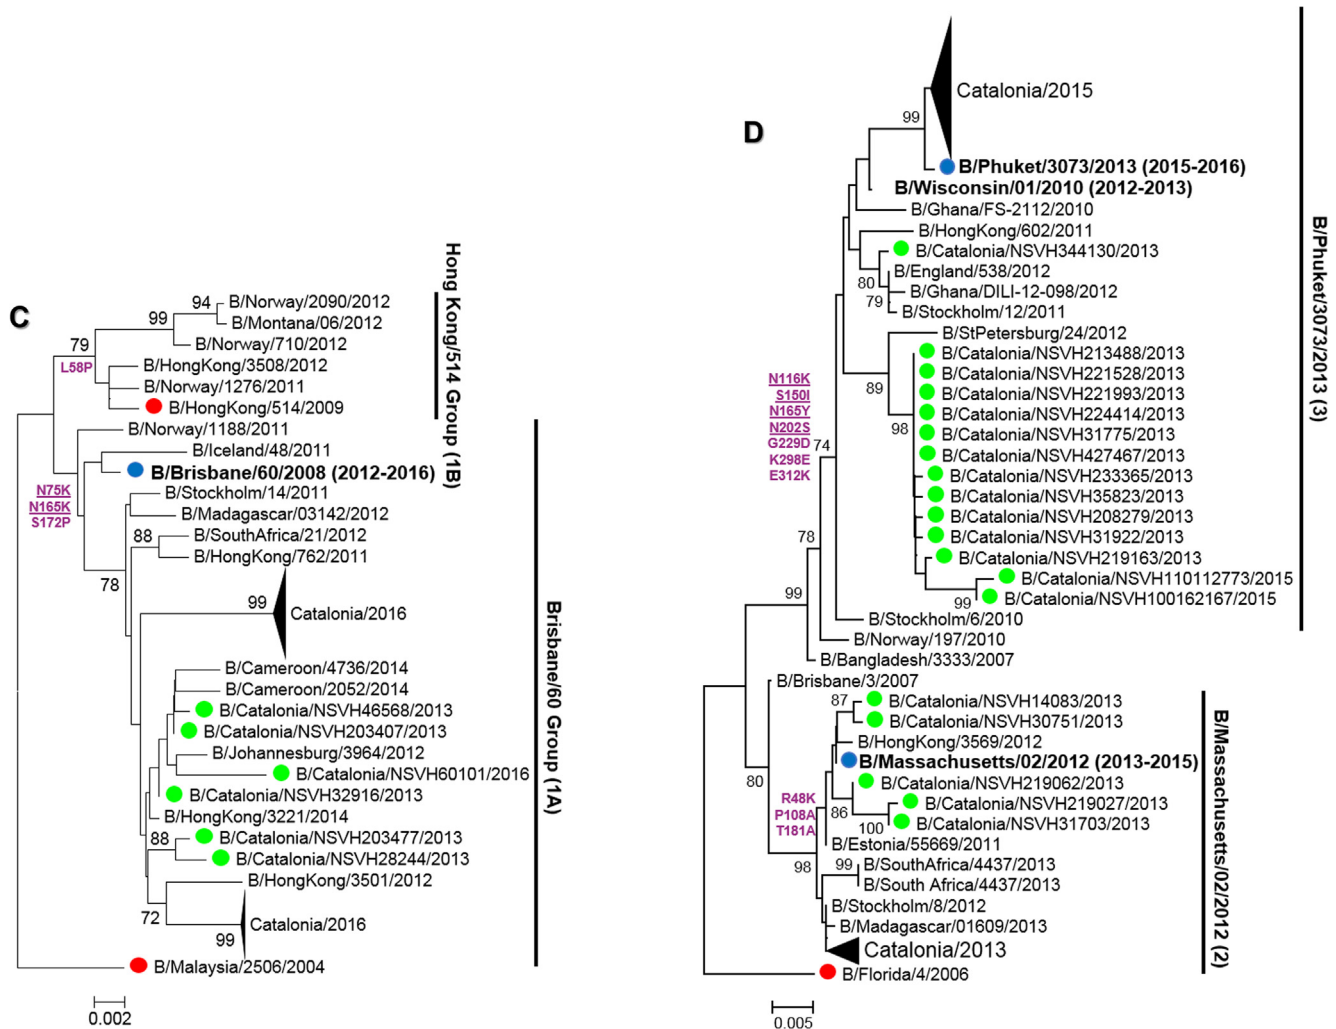 C
94
B/Norway/2090/2012
99
B/Montana/06/2012
79
B/Norway/710/2012
L58P
B/HongKong/3508/2012
B/Norway/1276/2011
B/HongKong/514/2009
Hong Kong/514 Group (1B)
B/Norway/1188/2011
B/Iceland/48/2011
B/Brisbane/60/2008 (2012-2016)
N75K
N165K
S172P
B/Stockholm/14/2011
B/Madagascar/03142/2012
88
B/SouthAfrica/21/2012
B/HongKong/762/2011
78
99
Catalonia/2016
B/Cameroon/4736/2014
B/Cameroon/2052/2014
B/Catalonia/NSVH46568/2013
B/Catalonia/NSVH203407/2013
B/Johannesburg/3964/2012
B/Catalonia/NSVH60101/2016
B/Catalonia/NSVH32916/2013
B/HongKong/3221/2014
88
B/Catalonia/NSVH203477/2013
B/Catalonia/NSVH28244/2013
B/HongKong/3501/2012
72
Catalonia/2016
99
B/Malaysia/2506/2004
Brisbane/60 Group (1A)
0.002
D
Catalonia/2015
99
B/Phuket/3073/2013 (2015-2016)
B/Wisconsin/01/2010 (2012-2013)
B/Ghana/FS-2112/2010
B/HongKong/602/2011
B/Catalonia/NSVH344130/2013
B/England/538/2012
80
B/Ghana/DILI-12-098/2012
79
B/Stockholm/12/2011
B/StPetersburg/24/2012
B/Catalonia/NSVH213488/2013
B/Catalonia/NSVH221528/2013
89
B/Catalonia/NSVH221993/2013
B/Catalonia/NSVH224414/2013
98
B/Catalonia/NSVH31775/2013
B/Catalonia/NSVH427467/2013
B/Catalonia/NSVH233365/2013
B/Catalonia/NSVH35823/2013
B/Catalonia/NSVH208279/2013
B/Catalonia/NSVH31922/2013
B/Catalonia/NSVH219163/2013
B/Catalonia/NSVH110112773/2015
99
B/Catalonia/NSVH100162167/2015
N116K
S150I
N165Y
N202S
G229D
K298E
E312K
74
78
99
B/Stockholm/6/2010
B/Norway/197/2010
B/Bangladesh/3333/2007
B/Phuket/3073/2013 (3)
B/Brisbane/3/2007
87
B/Catalonia/NSVH14083/2013
B/Catalonia/NSVH30751/2013
B/HongKong/3569/2012
B/Massachusetts/02/2012 (2013-2015)
80
B/Catalonia/NSVH219062/2013
R48K
P108A
T181A
86
B/Catalonia/NSVH219027/2013
100
B/Catalonia/NSVH31703/2013
B/Estonia/55669/2011
98
99
B/SouthAfrica/4437/2013
B/South Africa/4437/2013
B/Stockholm/8/2012
B/Madagascar/01609/2013
Catalonia/2013
B/Florida/4/2006
B/Massachusetts/02/2012 (2)
0.005